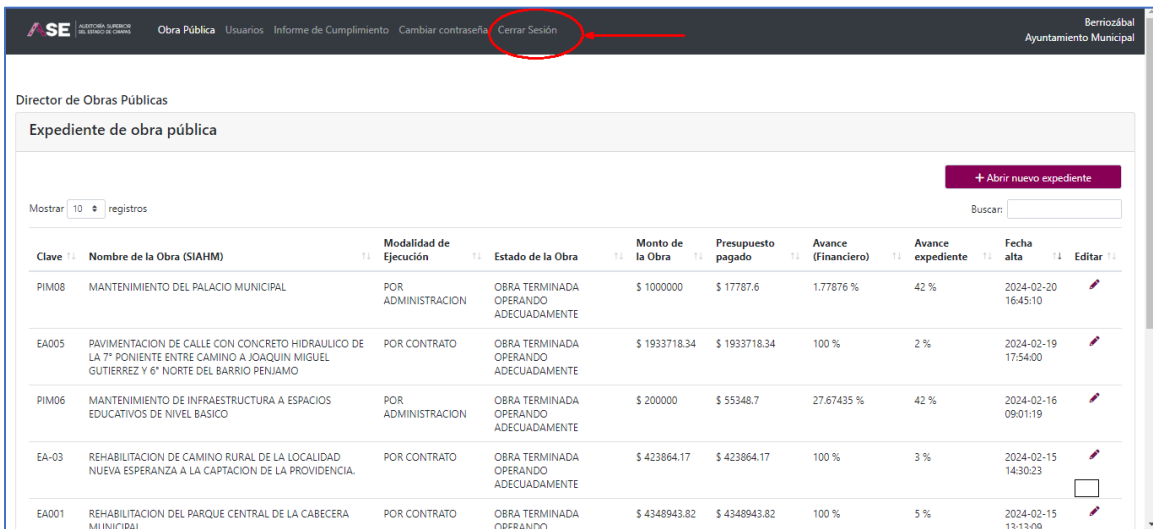 ASE AUDITORÍA SUPERIOR DEL ESTADO DE CHIAPAS
Obra Pública Usuarios Informe de Cumplimiento Cambiar contraseña Cerrar Sesión
Berriozábal
Ayuntamiento Municipal
Director de Obras Públicas
Expediente de obra pública
+ Abrir nuevo expediente
Mostrar 10 registros
Buscar:
Clave Nombre de la Obra (SIAHM) Modalidad de Ejecución Estado de la Obra Monto de la Obra Presupuesto pagado Avance (Financiero) Avance expediente Fecha alta Editar
PIM08 MANTENIMIENTO DEL PALACIO MUNICIPAL POR ADMINISTRACION OBRA TERMINADA OPERANDO ADECUADAMENTE $ 1000000 $ 17787.6 1.77876 % 42 % 2024-02-20 16:45:10
EA005 PAVIMENTACION DE CALLE CON CONCRETO HIDRAULICO DE LA 7° PONIENTE ENTRE CAMINO A JOAQUIN MIGUEL GUTIERREZ Y 6° NORTE DEL BARRIO PENJAMO POR CONTRATO OBRA TERMINADA OPERANDO ADECUADAMENTE $ 1933718.34 $ 1933718.34 100 % 2 % 2024-02-19 17:54:00
PIM06 MANTENIMIENTO DE INFRAESTRUCTURA A ESPACIOS EDUCATIVOS DE NIVEL BASICO POR ADMINISTRACION OBRA TERMINADA OPERANDO ADECUADAMENTE $ 200000 $ 55348.7 27.67435 % 42 % 2024-02-16 09:01:19
EA-03 REHABILITACION DE CAMINO RURAL DE LA LOCALIDAD NUEVA ESPERANZA A LA CAPTACION DE LA PROVIDENCIA. POR CONTRATO OBRA TERMINADA OPERANDO ADECUADAMENTE $ 423864.17 $ 423864.17 100 % 3 % 2024-02-15 14:30:23
EA001 REHABILITACION DEL PARQUE CENTRAL DE LA CABECERA MUNICIPAL POR CONTRATO OBRA TERMINADA OPERANDO $ 4348943.82 $ 4348943.82 100 % 5 % 2024-02-15 13:13:09